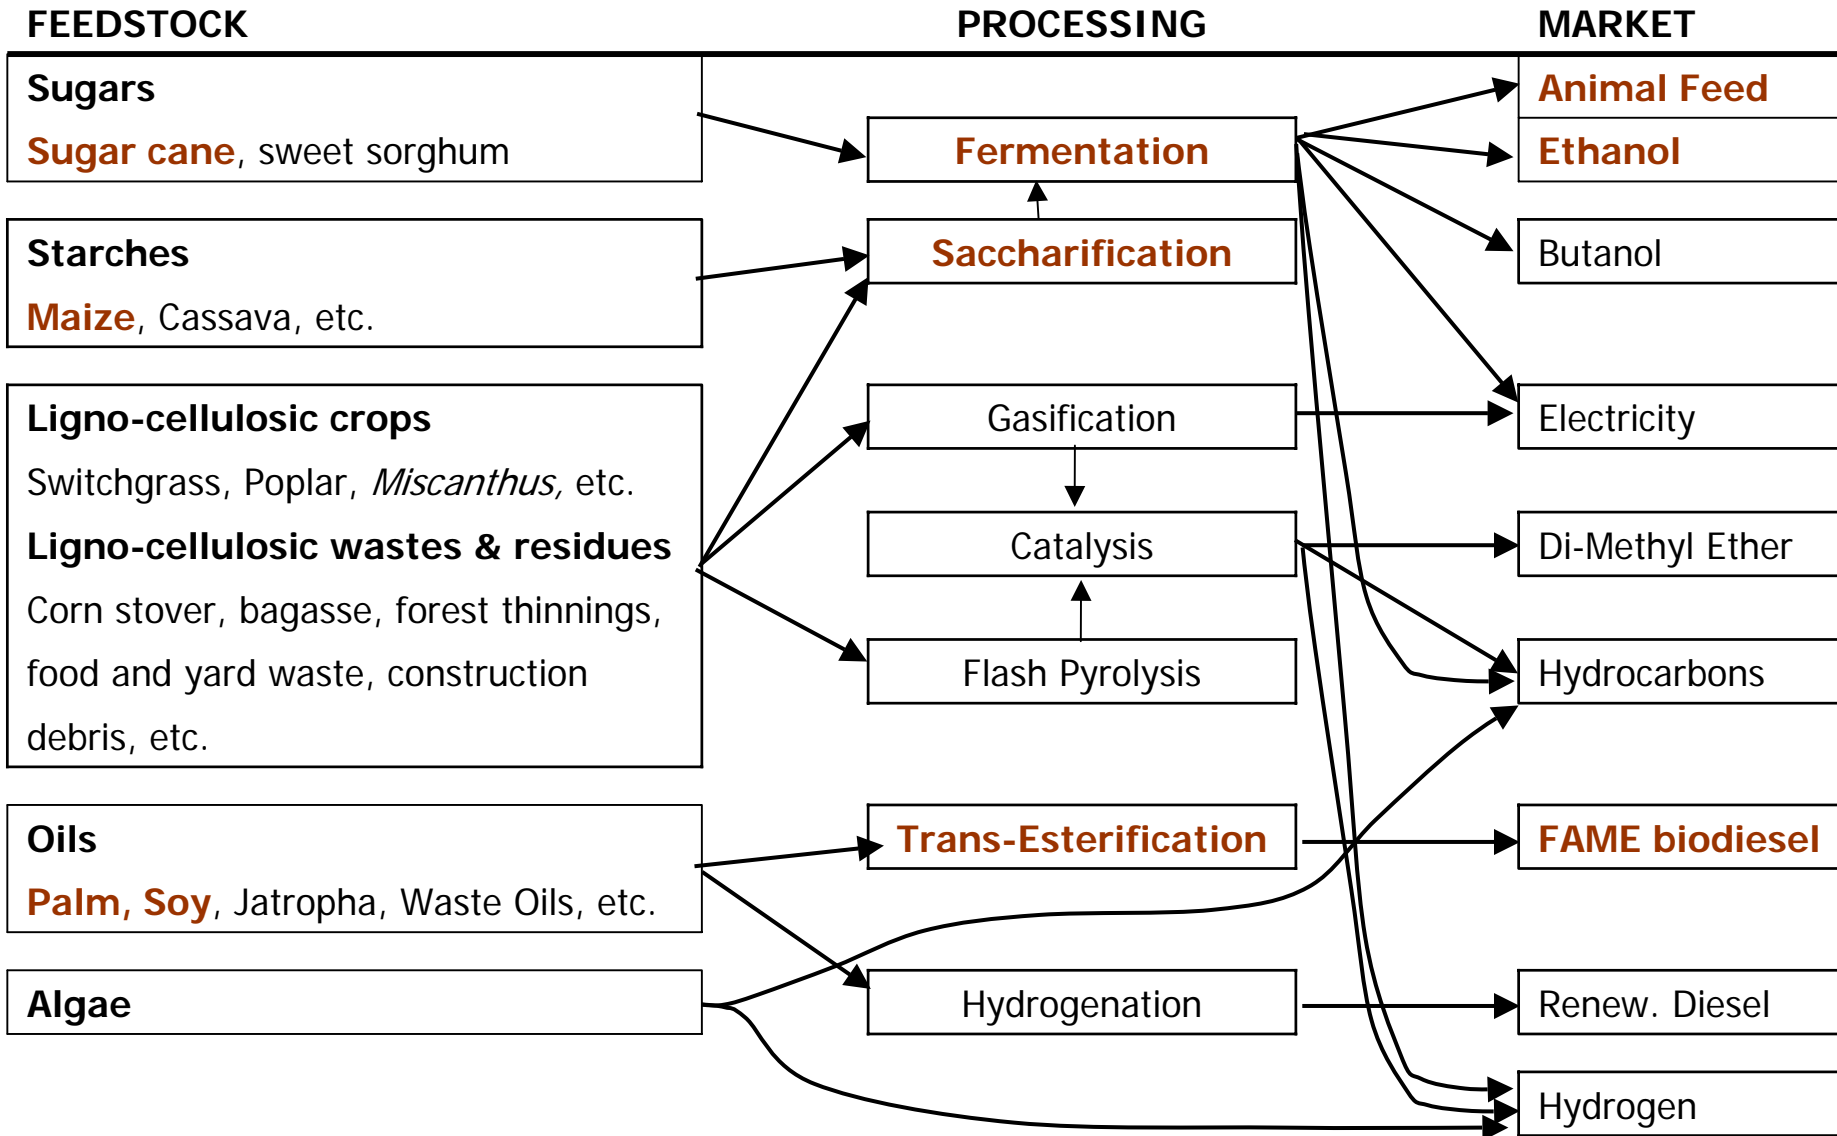 FEEDSTOCK
PROCESSING
MARKET
Sugars
Sugar cane, sweet sorghum
Starches
Maize, Cassava, etc.
Ligno-cellulosic crops
Switchgrass, Poplar, Miscanthus, etc.
Ligno-cellulosic wastes & residues
Corn stover, bagasse, forest thinnings,
food and yard waste, construction
debris, etc.
Oils
Palm, Soy, Jatropha, Waste Oils, etc.
Algae
Fermentation
Saccharification
Gasification
Catalysis
Flash Pyrolysis
Trans-Esterification
Hydrogenation
Animal Feed
Ethanol
Butanol
Electricity
Di-Methyl Ether
Hydrocarbons
FAME biodiesel
Renew. Diesel
Hydrogen